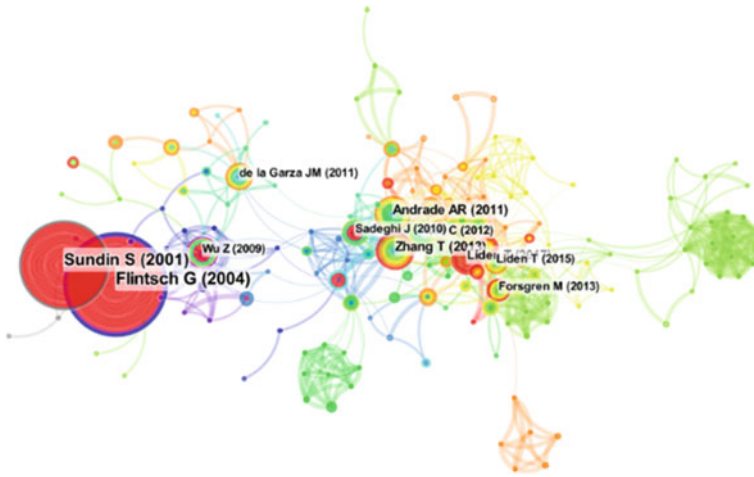 de la Garza JM (2011)
Andrade AR (2011)
Sadeghi J (2010)
C (2012)
Wu Z (2009)
Zhang T (2013)
Sundin S (2001)
Liden T (2015)
Flintsch G (2004)
Forsgren M (2013)